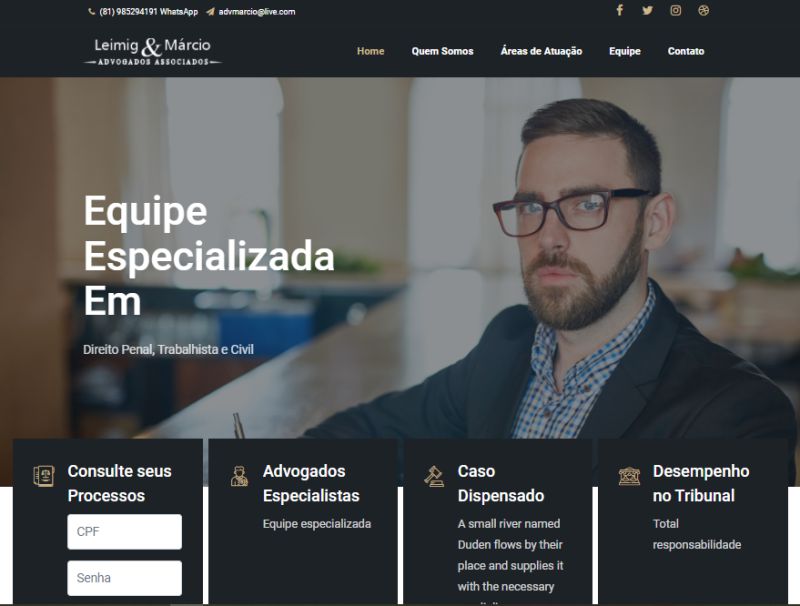 (81) 985294191 WhatsApp advmarcio@live.com
Leimig & Márcio
ADVOGADOS ASSOCIADOS
Home Quem Somos Áreas de Atuação Equipe Contato
Equipe
Especializada
Em
Direito Penal, Trabalhista e Civil
Consulte seus
Processos
CPF
Senha
Advogados
Especialistas
Equipe especializada
Caso
Dispensado
A small river named
Duden flows by their
place and supplies it
with the necessary
Desempenho
no Tribunal
Total
responsabilidade